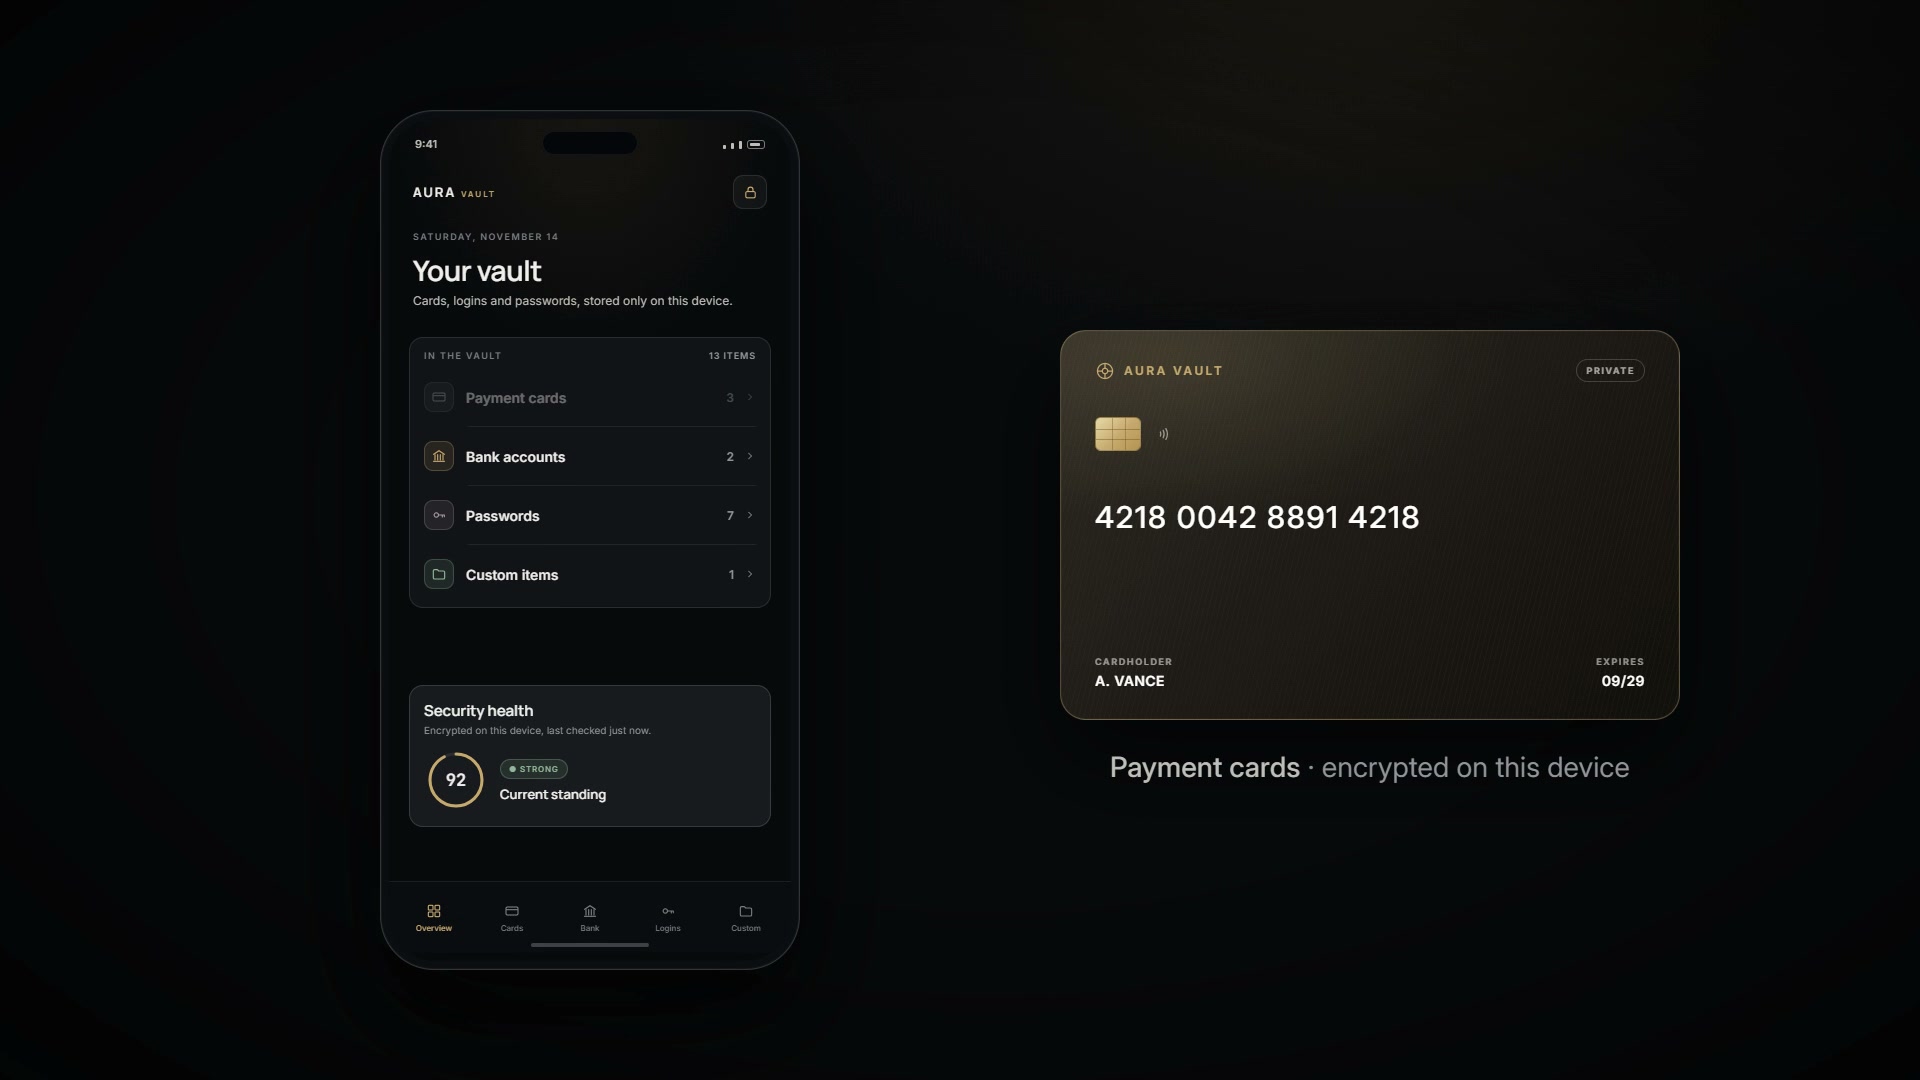 9:41
AURA VAULT
SATURDAY, NOVEMBER 14
Your vault
Cards, logins and passwords, stored only on this device.
IN THE VAULT 13 ITEMS
Payment cards 3
Bank accounts 2
Passwords 7
Custom items 1
Security health
Encrypted on this device, last checked just now.
92
STRONG
Current standing
Overview Cards Bank Logins Custom
AURA VAULT PRIVATE
4218 0042 8891 4218
CARDHOLDER EXPIRES
A. VANCE 09/29
Payment cards · encrypted on this device